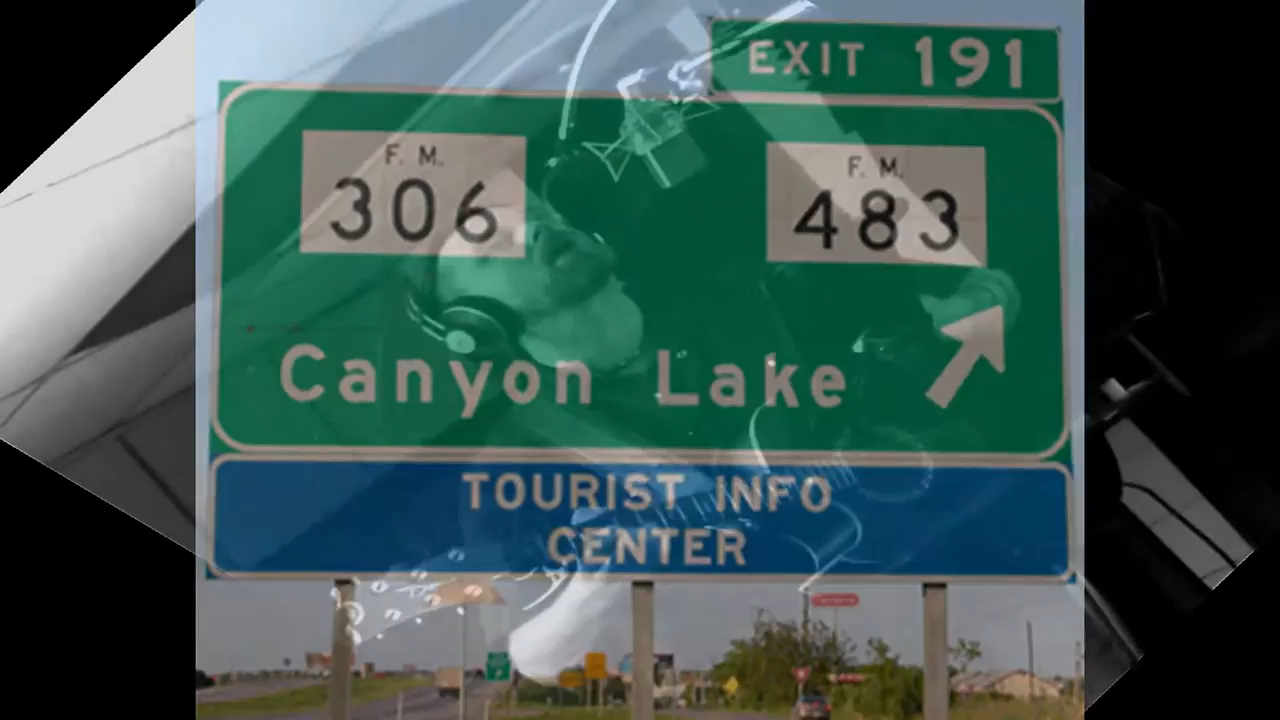 EXIT 191
F. M. F. M.
306 483
Canyon Lake
TOURIST INFO
CENTER